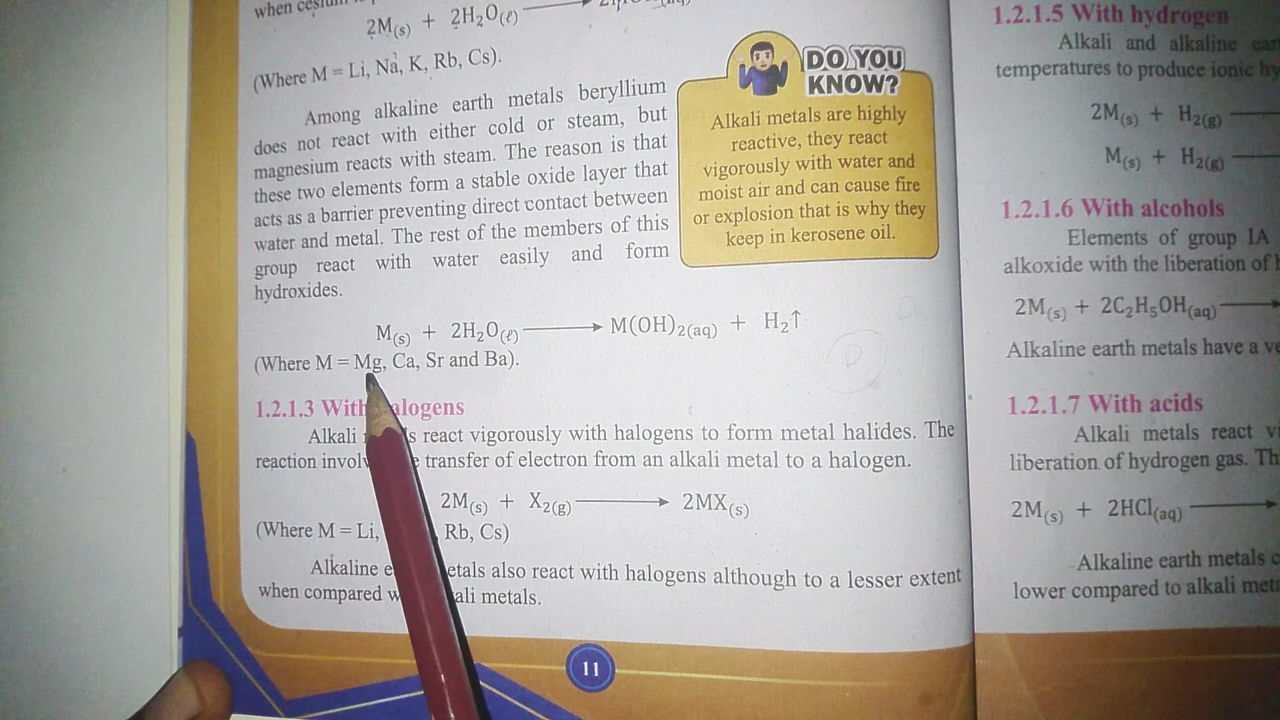 when
2M(s) + 2H₂O(ℓ) ⟶
(Where M = Li, Na, K, Rb, Cs).
Among alkaline earth metals beryllium
does not react with either cold or steam, but
magnesium reacts with steam. The reason is that
these two elements form a stable oxide layer that
acts as a barrier preventing direct contact between
water and metal. The rest of the members of this
group react with water easily and form
hydroxides.
DO YOU
KNOW?
Alkali metals are highly
reactive, they react
vigorously with water and
moist air and can cause fire
or explosion that is why they
keep in kerosene oil.
M(s) + 2H₂O(ℓ) ⟶ M(OH)₂(aq) + H₂↑
(Where M = Mg, Ca, Sr and Ba).
1.2.1.3 With alogens
Alkali s react vigorously with halogens to form metal halides. The
reaction involv e transfer of electron from an alkali metal to a halogen.
2M(s) + X₂(g) ⟶ 2MX(s)
(Where M = Li, , Rb, Cs)
Alkaline e etals also react with halogens although to a lesser extent
when compared w ali metals.
11
1.2.1.5 With hydrogen
Alkali and alkaline ear
temperatures to produce ionic hy
2M(s) + H₂(g) —
M(s) + H₂(g) —
1.2.1.6 With alcohols
Elements of group IA
alkoxide with the liberation of
2M(s) + 2C₂H₅OH(aq) ⟶
Alkaline earth metals have a ve
1.2.1.7 With acids
Alkali metals react vi
liberation of hydrogen gas. Th
2M(s) + 2HCl(aq) ⟶
Alkaline earth metals c
lower compared to alkali meta